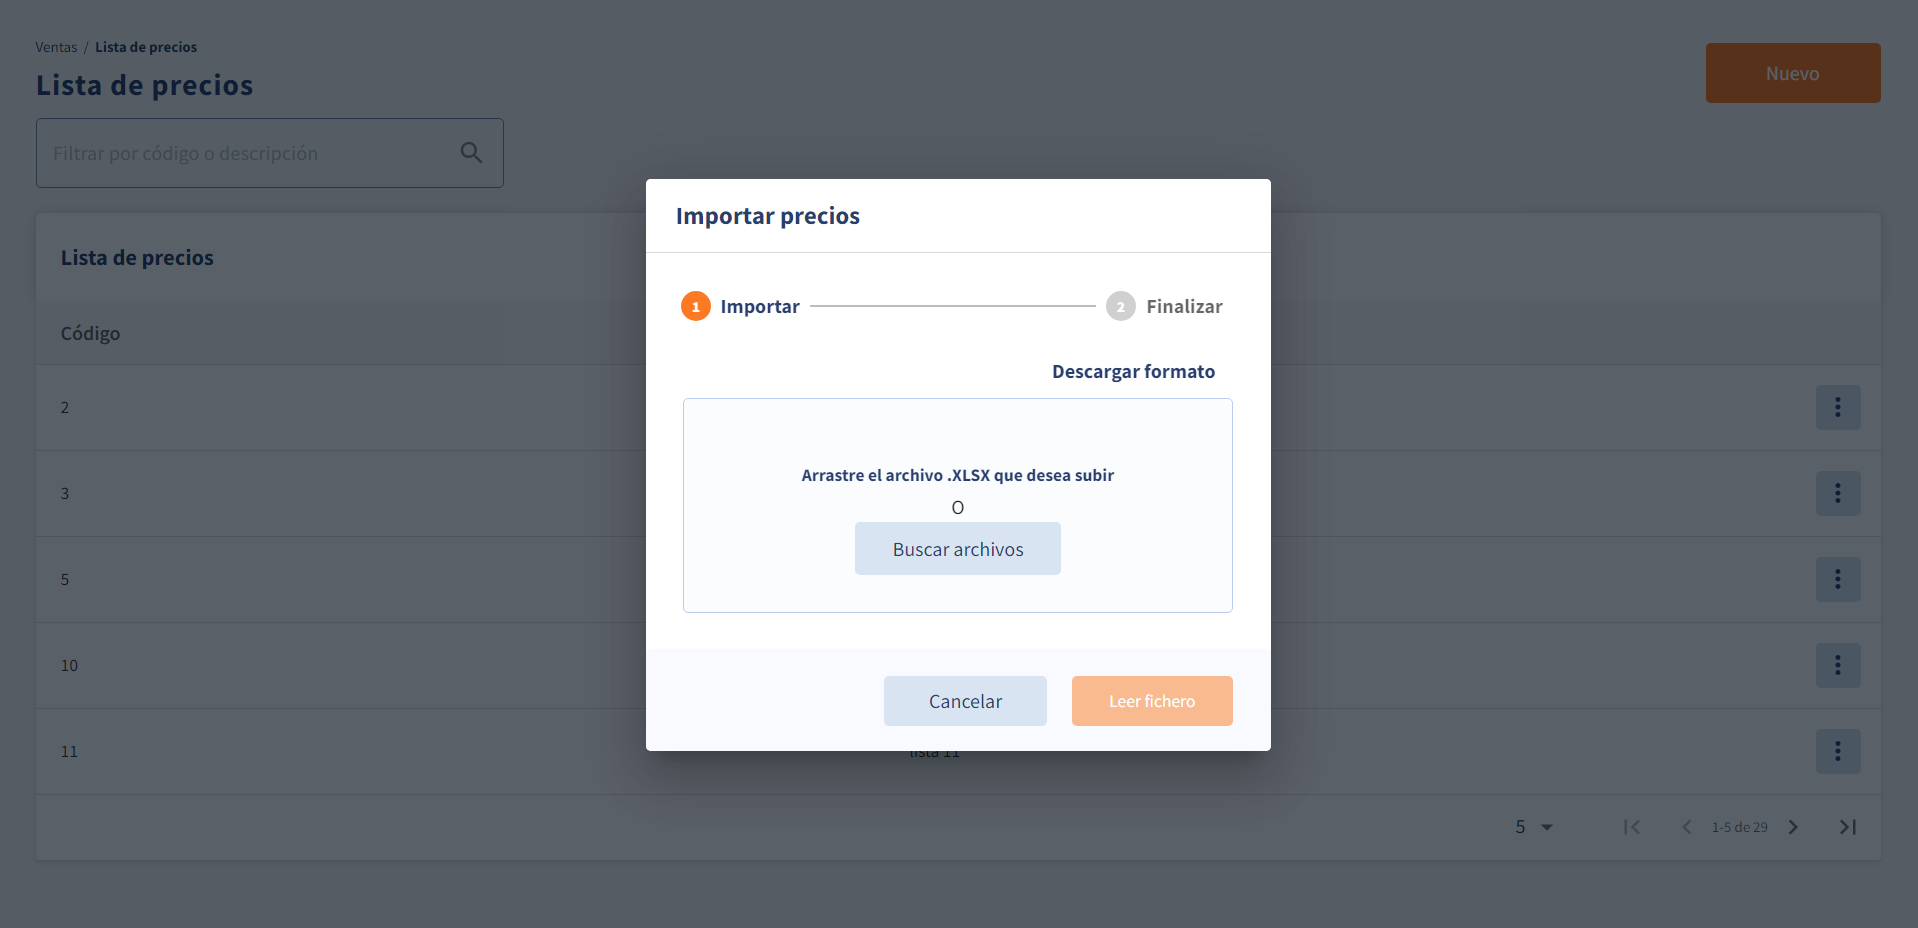 Ventas / Lista de precios
Lista de precios
Nuevo
Filtrar por código o descripción
Lista de precios
Código
2
3
5
10
11
lista 11
5
1-5 de 29
Importar precios
1 Importar
2 Finalizar
Descargar formato
Arrastre el archivo .XLSX que desea subir
O
Buscar archivos
Cancelar
Leer fichero